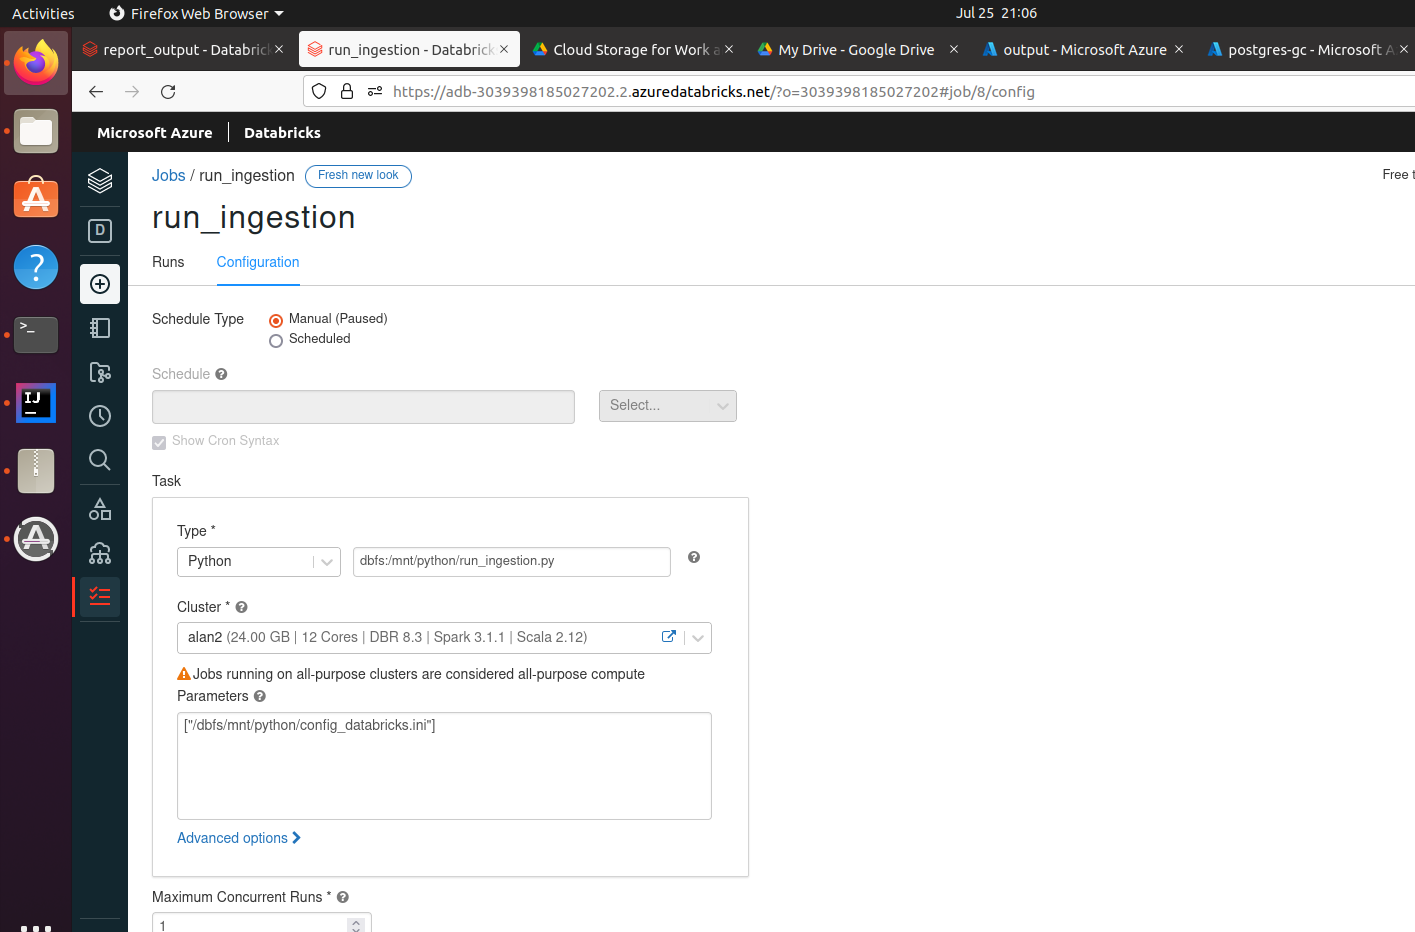 Activities
Firefox Web Browser
Jul 25 21:06
report_output - Databric
run_ingestion - Databrick
Cloud Storage for Work a
My Drive - Google Drive
output - Microsoft Azure
postgres-gc - Microsoft A
https://adb-3039398185027202.2.azuredatabricks.net/?o=3039398185027202#job/8/config
Microsoft Azure
Databricks
D
Jobs / run_ingestion
Fresh new look
Free t
run_ingestion
Runs
Configuration
Schedule Type
Manual (Paused)
Scheduled
Schedule
Select...
Show Cron Syntax
Task
Type *
Python
dbfs:/mnt/python/run_ingestion.py
Cluster *
alan2 (24.00 GB | 12 Cores | DBR 8.3 | Spark 3.1.1 | Scala 2.12)
Jobs running on all-purpose clusters are considered all-purpose compute
Parameters
["/dbfs/mnt/python/config_databricks.ini"]
Advanced options
Maximum Concurrent Runs *
1
IJ